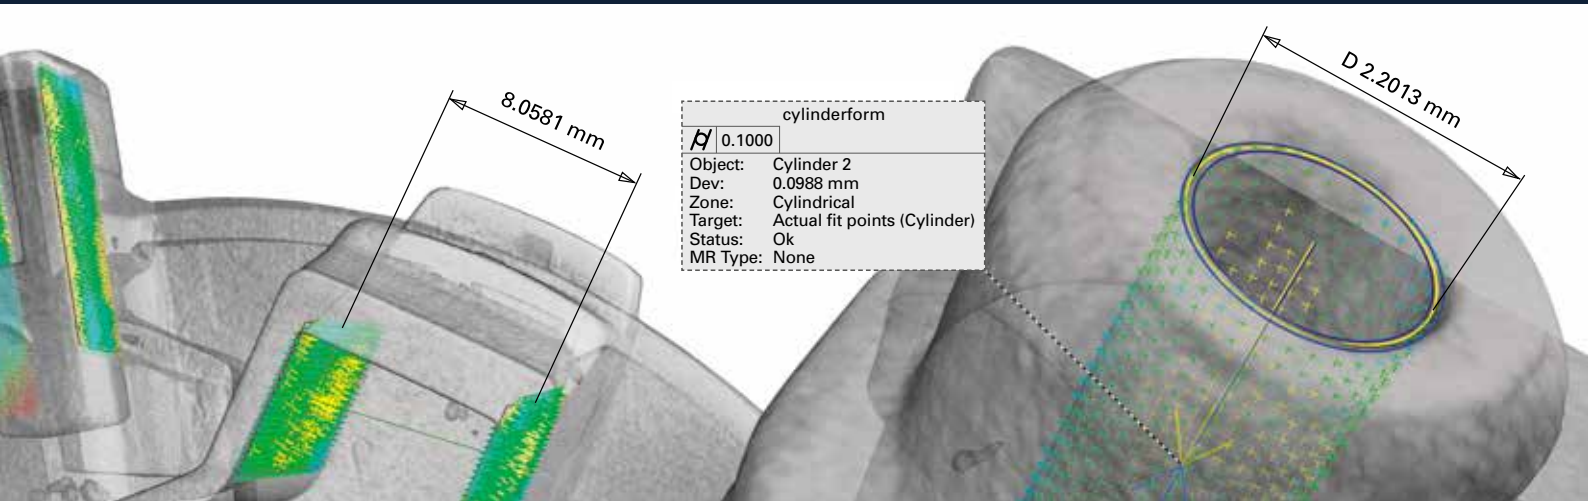 8.0581 mm
cylinderform
0.1000
Object: Cylinder 2
Dev: 0.0988 mm
Zone: Cylindrical
Target: Actual fit points (Cylinder)
Status: Ok
MR Type: None
D 2.2013 mm